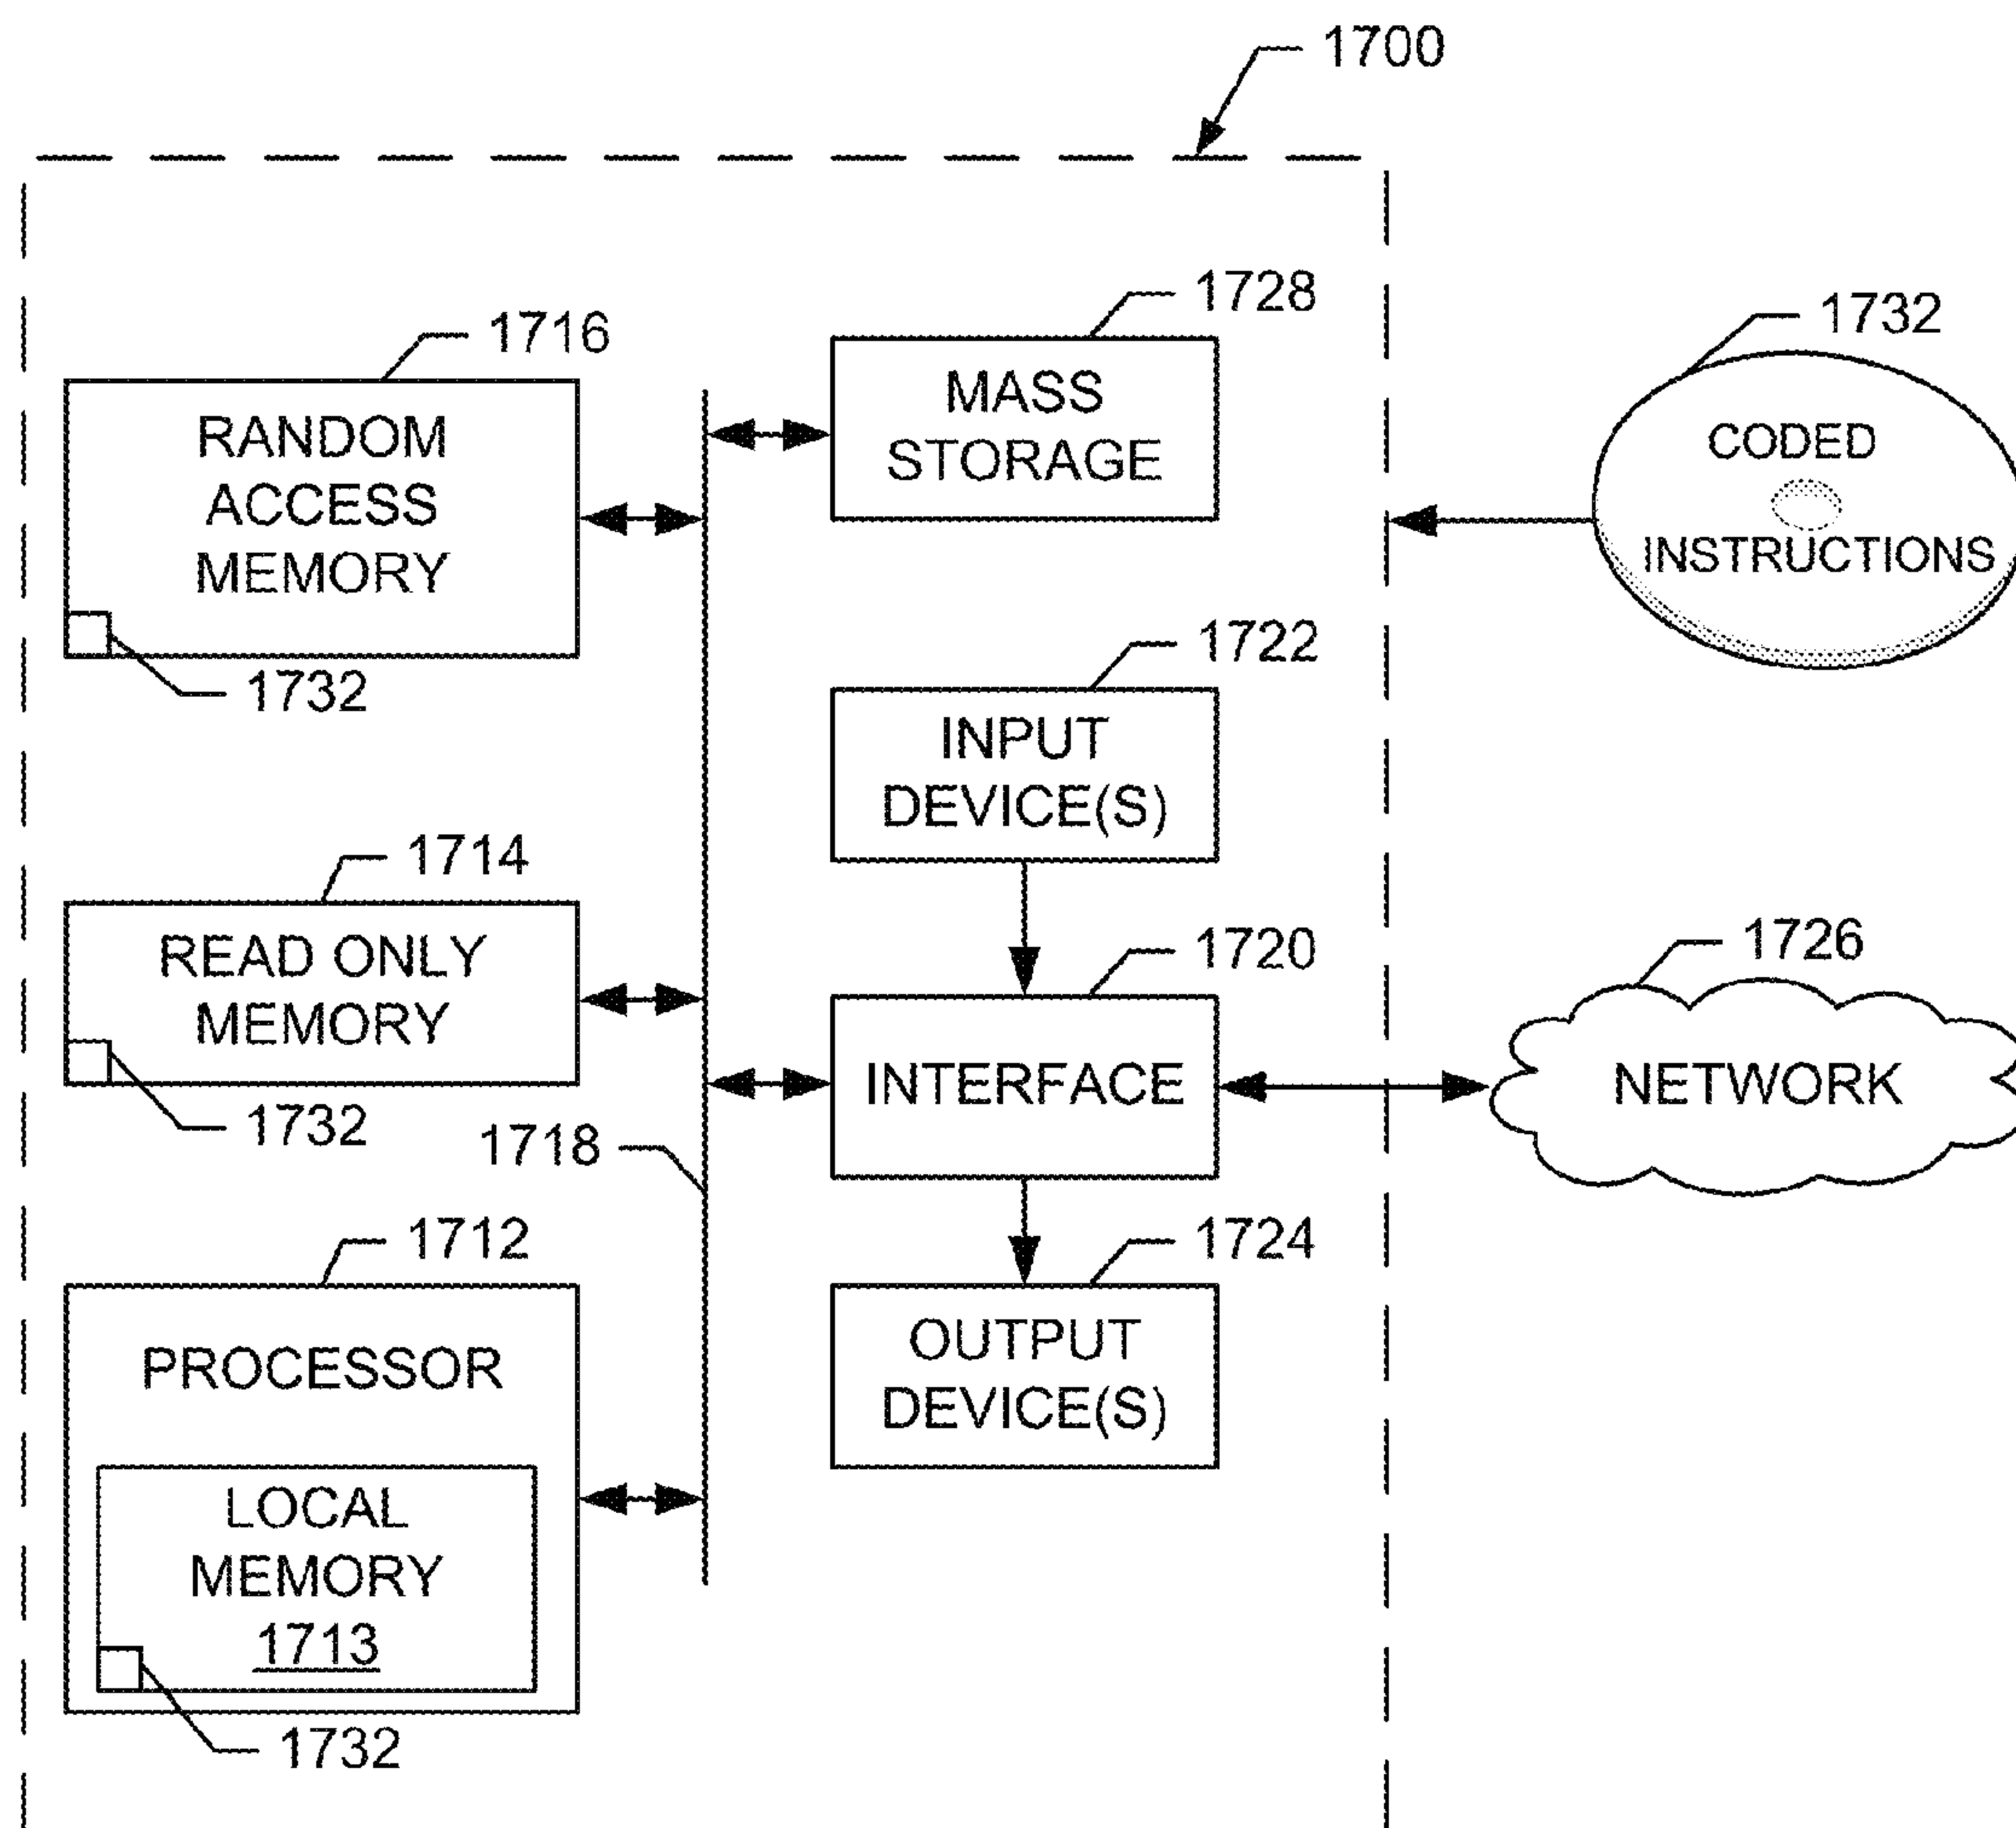 1700
1716
RANDOM
ACCESS
MEMORY
1732
1728
MASS
STORAGE
1732
CODED
INSTRUCTIONS
1722
INPUT
DEVICE(S)
1714
READ ONLY
MEMORY
1732
1718
1720
INTERFACE
1726
NETWORK
1712
PROCESSOR
LOCAL
MEMORY
1713
1732
1724
OUTPUT
DEVICE(S)